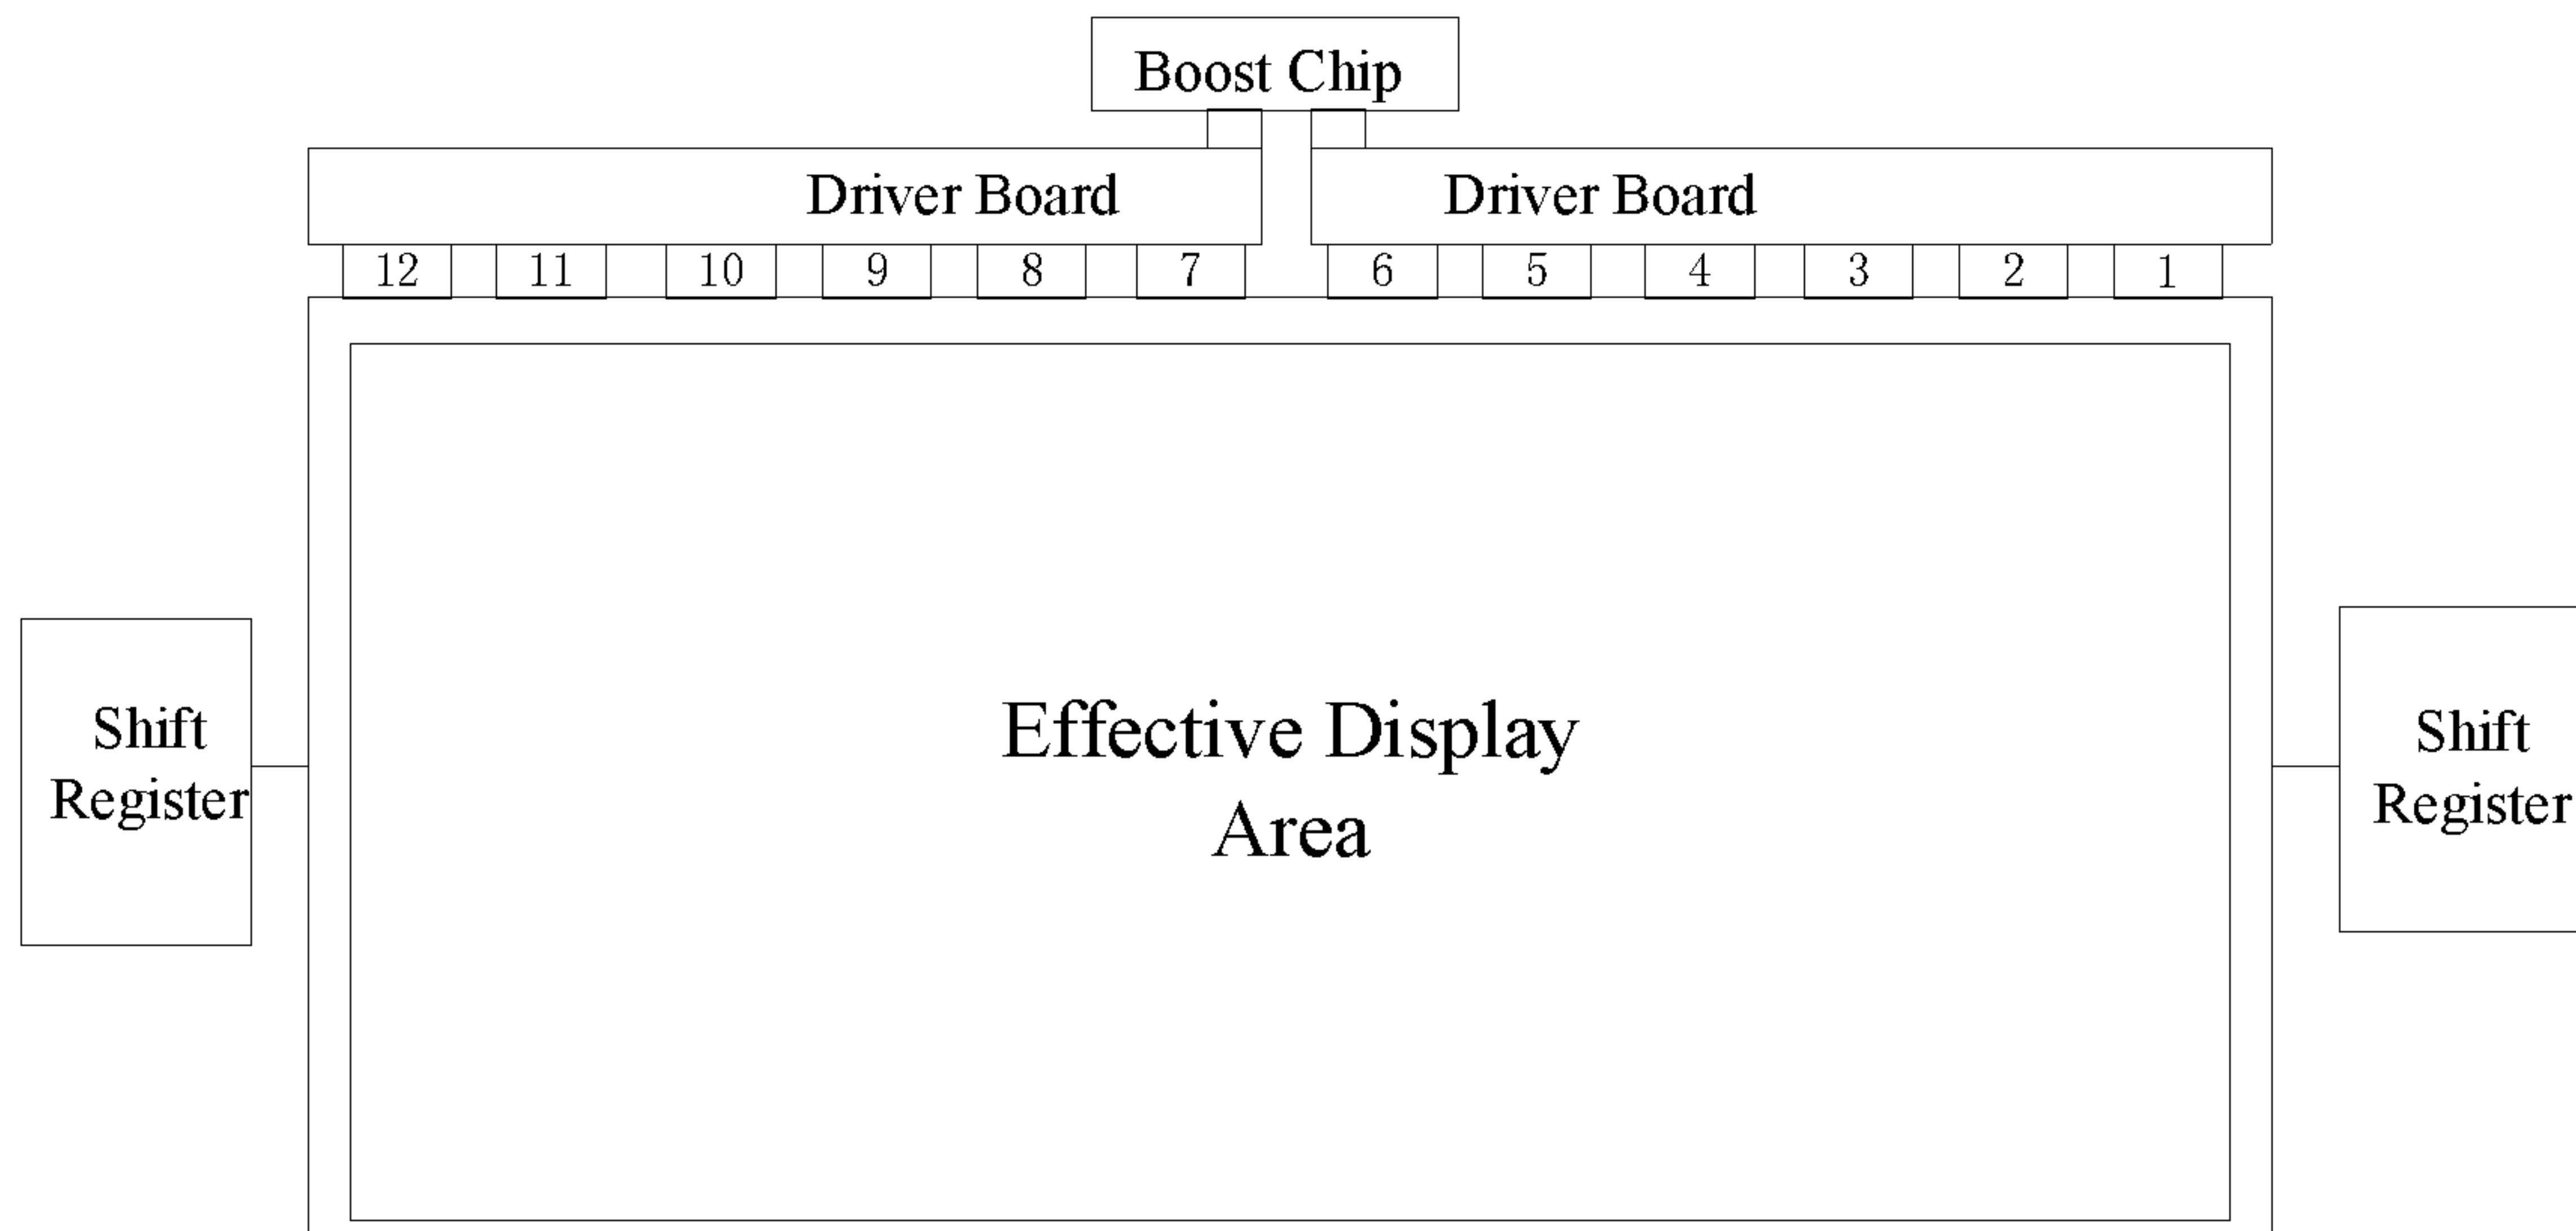 Boost Chip
Driver Board
Driver Board
12 11 10 9 8 7 6 5 4 3 2 1
Shift
Register
Effective Display
Area
Shift
Register